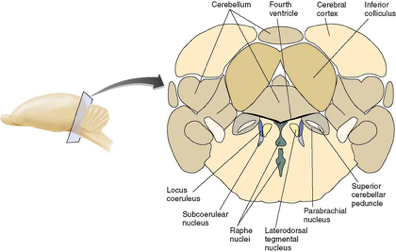 Cerebellum
Fourth
ventricle
Cerebral
cortex
Inferior
colliculus
Locus
coeruleus
Subcoerulear
nucleus
Raphe
nuclei
Laterodorsal
tegmental
nucleus
Parabrachial
nucleus
Superior
cerebellar
peduncle